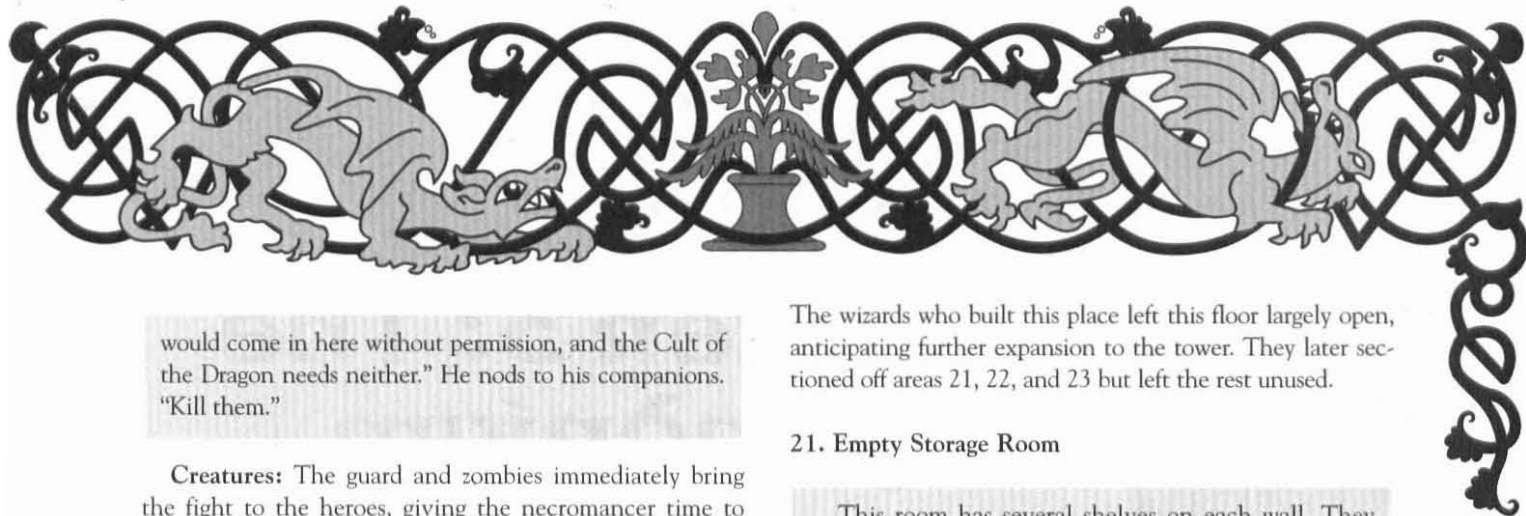 would come in here without permission, and the Cult of
the Dragon needs neither.” He nods to his companions.
“Kill them.”
Creatures: The guard and zombies immediately bring
the fight to the heroes, giving the necromancer time to
The wizards who built this place left this floor largely open,
anticipating further expansion to the tower. They later sec-
tioned off areas 21, 22, and 23 but left the rest unused.
21. Empty Storage Room
This room has several shelves on each wall. They